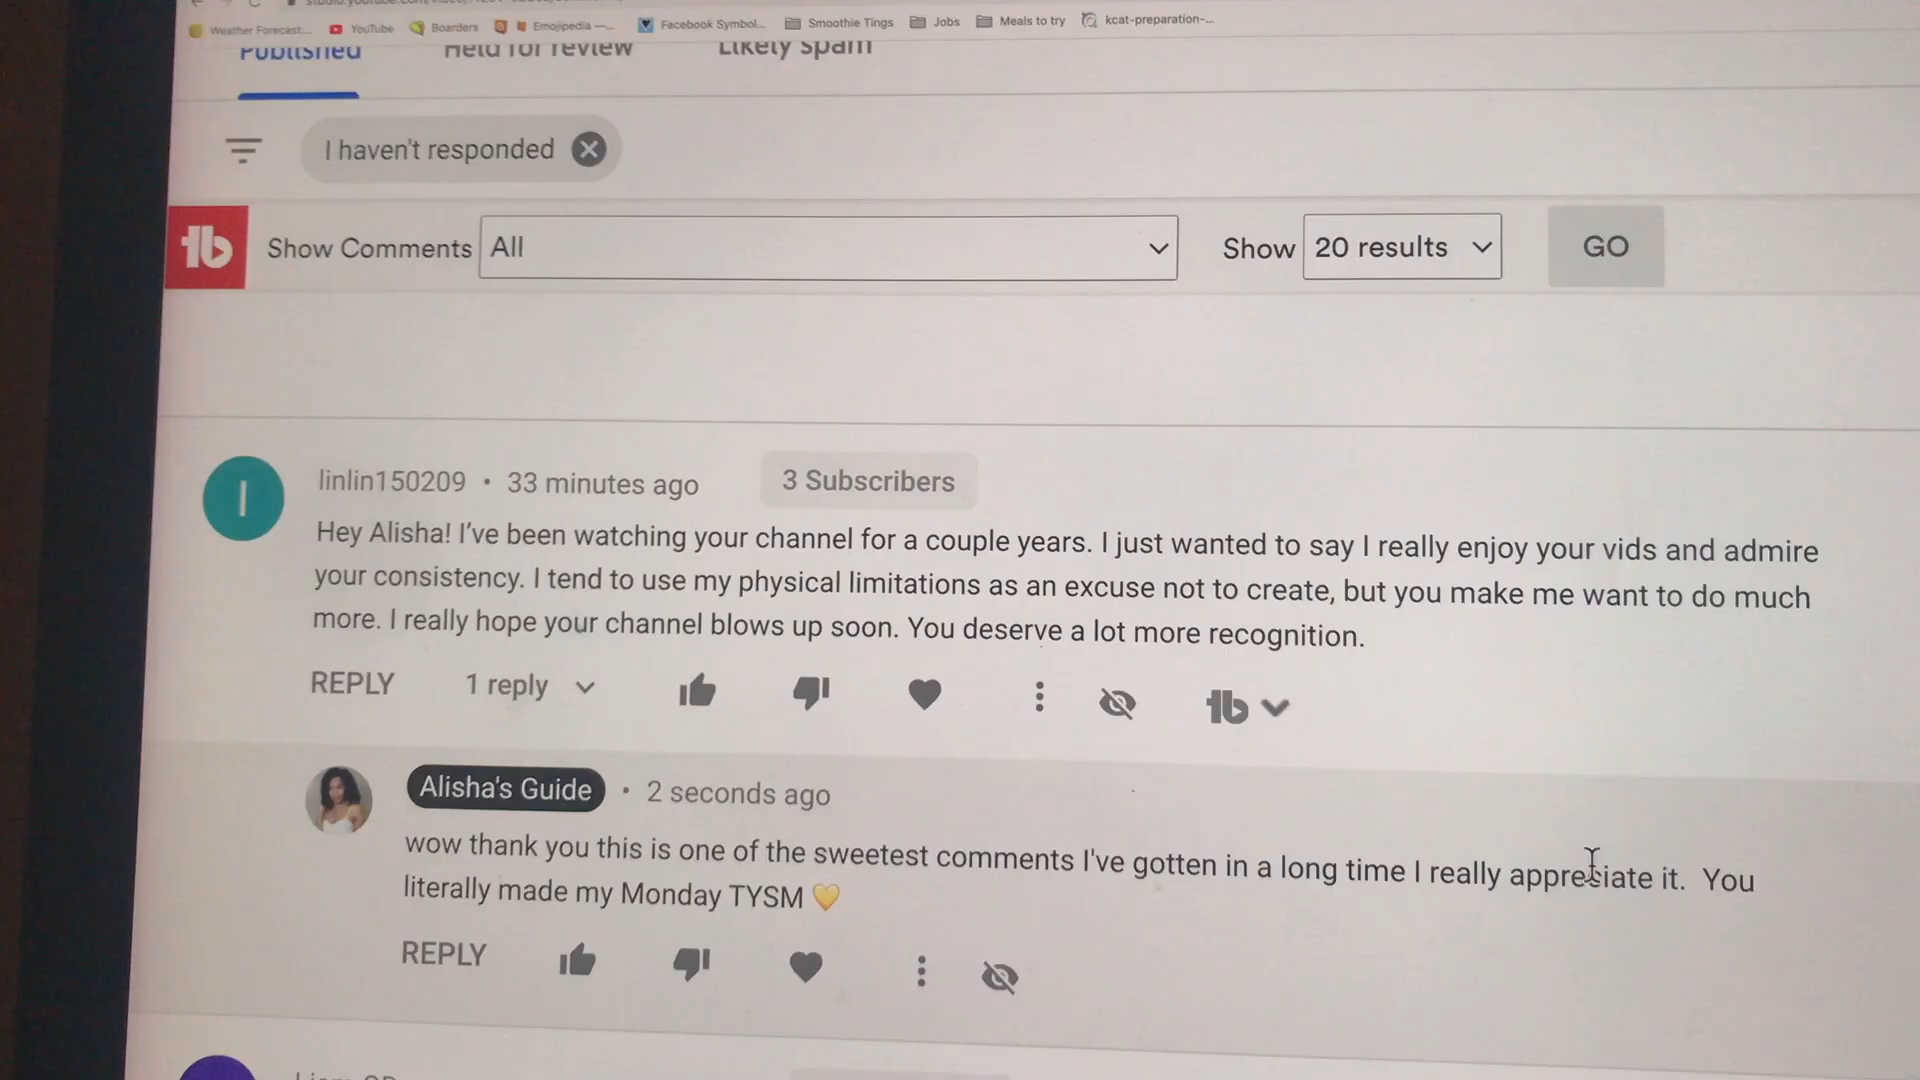 Weather Forecast:... YouTube Boarders Emojipedia —... Facebook Symbol... Smoothie Tings Jobs Meals to try kcat-preparation-...
Published Held for review Likely spam
I haven't responded
tb Show Comments All Show 20 results GO
l linlin150209 • 33 minutes ago 3 Subscribers
Hey Alisha! I’ve been watching your channel for a couple years. I just wanted to say I really enjoy your vids and admire
your consistency. I tend to use my physical limitations as an excuse not to create, but you make me want to do much
more. I really hope your channel blows up soon. You deserve a lot more recognition.
REPLY 1 reply tb
Alisha's Guide • 2 seconds ago
wow thank you this is one of the sweetest comments I've gotten in a long time I really appreciate it. You
literally made my Monday TYSM 💛
REPLY